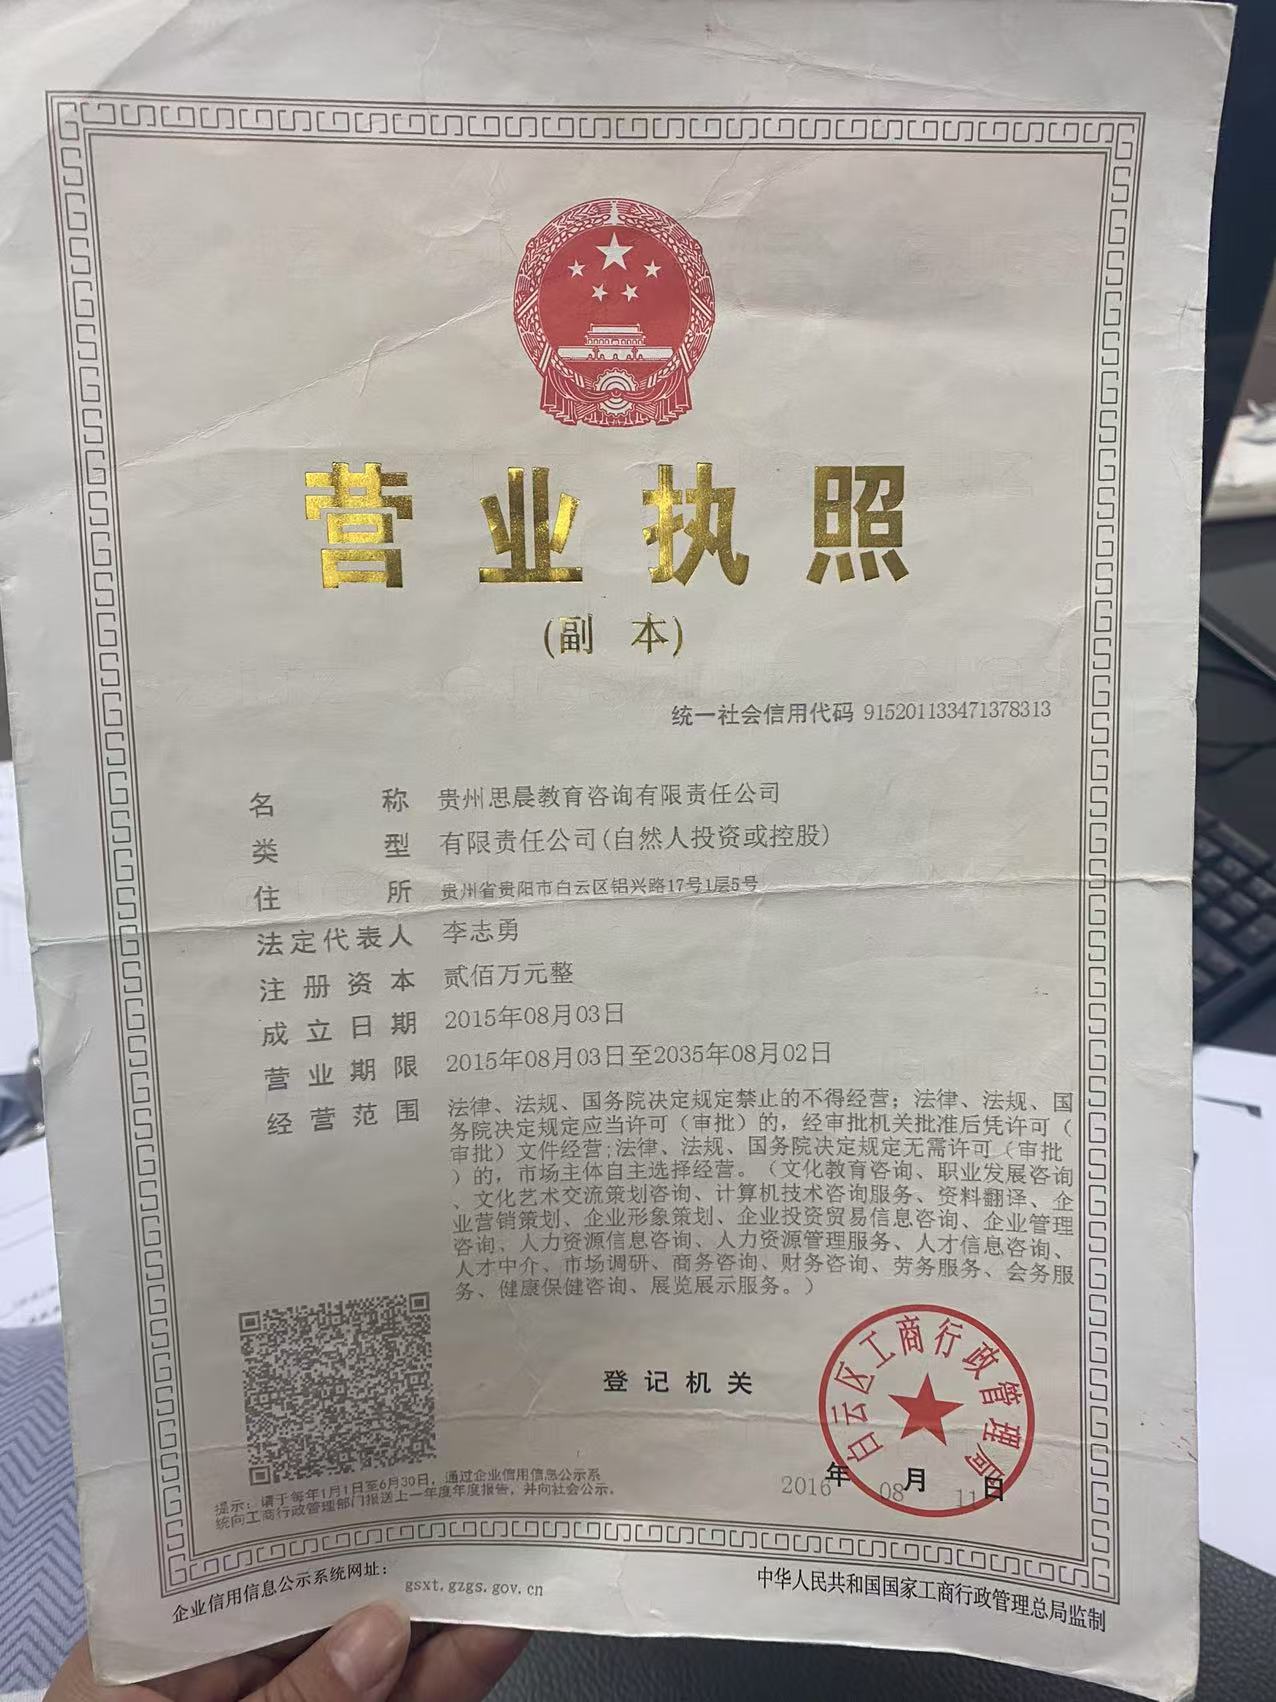 营业执照
(副 本)
统一社会信用代码 915201133471378313
名 称 贵州思晨教育咨询有限责任公司
类 型 有限责任公司(自然人投资或控股)
住 所 贵州省贵阳市白云区铝兴路17号1层5号
法定代表人 李志勇
注 册 资 本 贰佰万元整
成 立 日 期 2015年08月03日
营 业 期 限 2015年08月03日至2035年08月02日
经 营 范 围 法律、法规、国务院决定规定禁止的不得经营；法律、法规、国
务院决定规定应当许可（审批）的，经审批机关批准后凭许可（
审批）文件经营;法律、法规、国务院决定规定无需许可（审批
）的，市场主体自主选择经营。（文化教育咨询、职业发展咨询
、文化艺术交流策划咨询、计算机技术咨询服务、资料翻译、企
业营销策划、企业形象策划、企业投资贸易信息咨询、企业管理
咨询、人力资源信息咨询、人力资源管理服务、人才信息咨询、
人才中介、市场调研、商务咨询、财务咨询、劳务服务、会务服
务、健康保健咨询、展览展示服务。）
登 记 机 关
白云区工商行政管理局
2016 年 08 月 11 日
提示：请于每年1月1日至6月30日，通过企业信用信息公示系
统向工商行政管理部门报送上一年度年度报告，并向社会公示。
企业信用信息公示系统网址： gsxt.gzgs.gov.cn
中华人民共和国国家工商行政管理总局监制